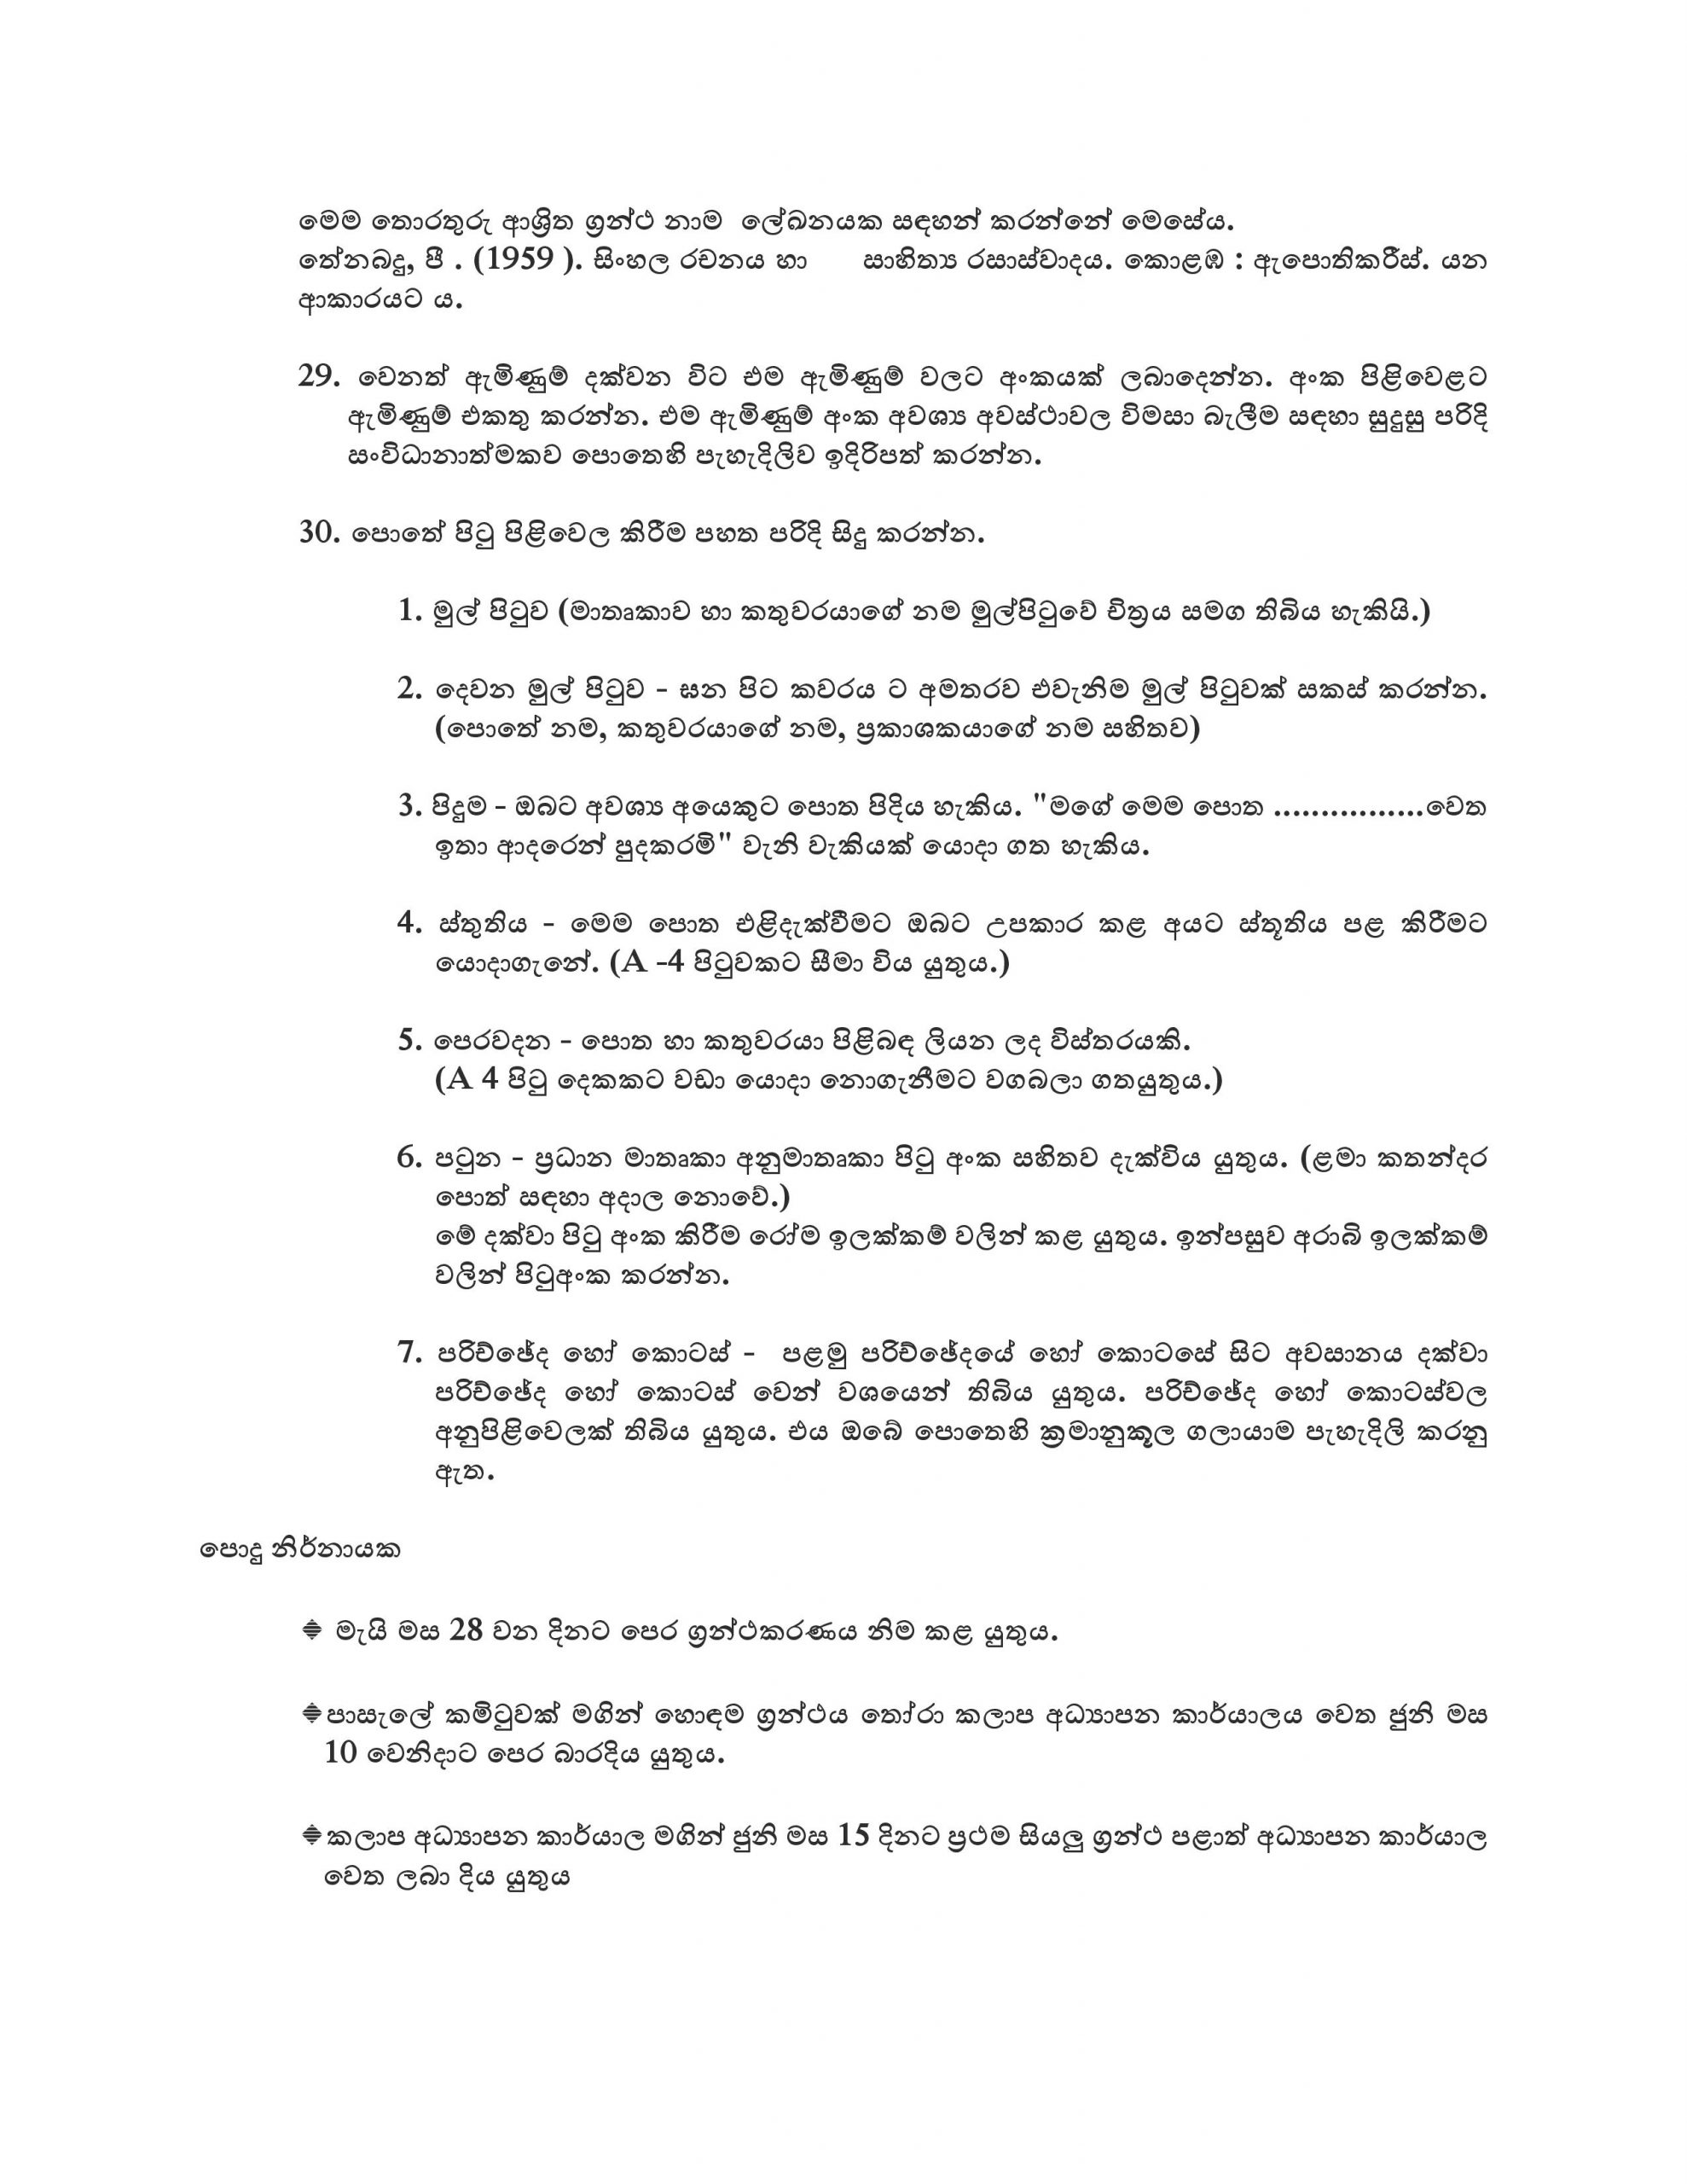 මෙම තොරතුරු ආශ්‍රිත ග්‍රන්ථ නාම ලේඛනයක සඳහන් කරන්නේ මෙසේය.
තේනබදු, පී . (1959 ). සිංහල රචනය හා සාහිත්‍ය රසාස්වාදය. කොළඹ : ඇපොතිකරීස්. යන
ආකාරයට ය.
29. වෙනත් ඇමිණුම් දක්වන විට එම ඇමිණුම් වලට අංකයක් ලබාදෙන්න. අංක පිළිවෙළට
ඇමිණුම් එකතු කරන්න. එම ඇමිණුම් අංක අවශ්‍ය අවස්ථාවල විමසා බැලීම සඳහා සුදුසු පරිදි
සංවිධානාත්මකව පොතෙහි පැහැදිලිව ඉදිරිපත් කරන්න.
30. පොතේ පිටු පිළිවෙල කිරීම පහත පරිදි සිදු කරන්න.
1. මුල් පිටුව (මාතෘකාව හා කතුවරයාගේ නම මුල්පිටුවේ චිත්‍රය සමග තිබිය හැකියි.)
2. දෙවන මුල් පිටුව - ඝන පිට කවරය ට අමතරව එවැනිම මුල් පිටුවක් සකස් කරන්න.
(පොතේ නම, කතුවරයාගේ නම, ප්‍රකාශකයාගේ නම සහිතව)
3. පිදුම - ඔබට අවශ්‍ය අයෙකුට පොත පිදිය හැකිය. "මගේ මෙම පොත ................වෙත
ඉතා ආදරෙන් පුදකරමි" වැනි වැකියක් යොදා ගත හැකිය.
4. ස්තුතිය - මෙම පොත එළිදැක්වීමට ඔබට උපකාර කළ අයට ස්තූතිය පළ කිරීමට
යොදාගැනේ. (A -4 පිටුවකට සීමා විය යුතුය.)
5. පෙරවදන - පොත හා කතුවරයා පිළිබඳ ලියන ලද විස්තරයකි.
(A 4 පිටු දෙකකට වඩා යොදා නොගැනීමට වගබලා ගතයුතුය.)
6. පටුන - ප්‍රධාන මාතෘකා අනුමාතෘකා පිටු අංක සහිතව දැක්විය යුතුය. (ළමා කතන්දර
පොත් සඳහා අදාල නොවේ.)
මේ දක්වා පිටු අංක කිරීම රෝම ඉලක්කම් වලින් කළ යුතුය. ඉන්පසුව අරාබි ඉලක්කම්
වලින් පිටුඅංක කරන්න.
7. පරිච්ඡේද හෝ කොටස් - පළමු පරිච්ඡේදයේ හෝ කොටසේ සිට අවසානය දක්වා
පරිච්ඡේද හෝ කොටස් වෙන් වශයෙන් තිබිය යුතුය. පරිච්ඡේද හෝ කොටස්වල
අනුපිළිවෙලක් තිබිය යුතුය. එය ඔබේ පොතෙහි ක්‍රමානුකූල ගලායාම පැහැදිලි කරනු
ඇත.
පොදු නිර්නායක
මැයි මස 28 වන දිනට පෙර ග්‍රන්ථකරණය නිම කළ යුතුය.
පාසැලේ කමිටුවක් මගින් හොඳම ග්‍රන්ථය තෝරා කලාප අධ්‍යාපන කාර්යාලය වෙත ජුනි මස
10 වෙනිදාට පෙර බාරදිය යුතුය.
කලාප අධ්‍යාපන කාර්යාල මගින් ජුනි මස 15 දිනට ප්‍රථම සියලු ග්‍රන්ථ පළාත් අධ්‍යාපන කාර්යාල
වෙත ලබා දිය යුතුය